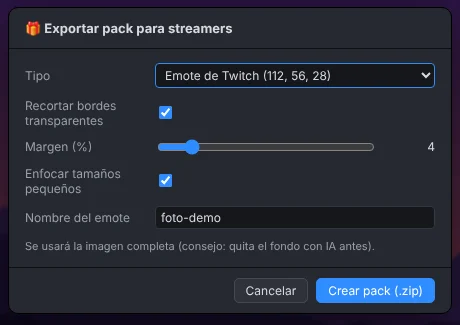 🎁 Exportar pack para streamers
Tipo
Emote de Twitch (112, 56, 28)
Recortar bordes
transparentes
Margen (%)
4
Enfocar tamaños
pequeños
Nombre del emote
foto-demo
Se usará la imagen completa (consejo: quita el fondo con IA antes).
Cancelar
Crear pack (.zip)